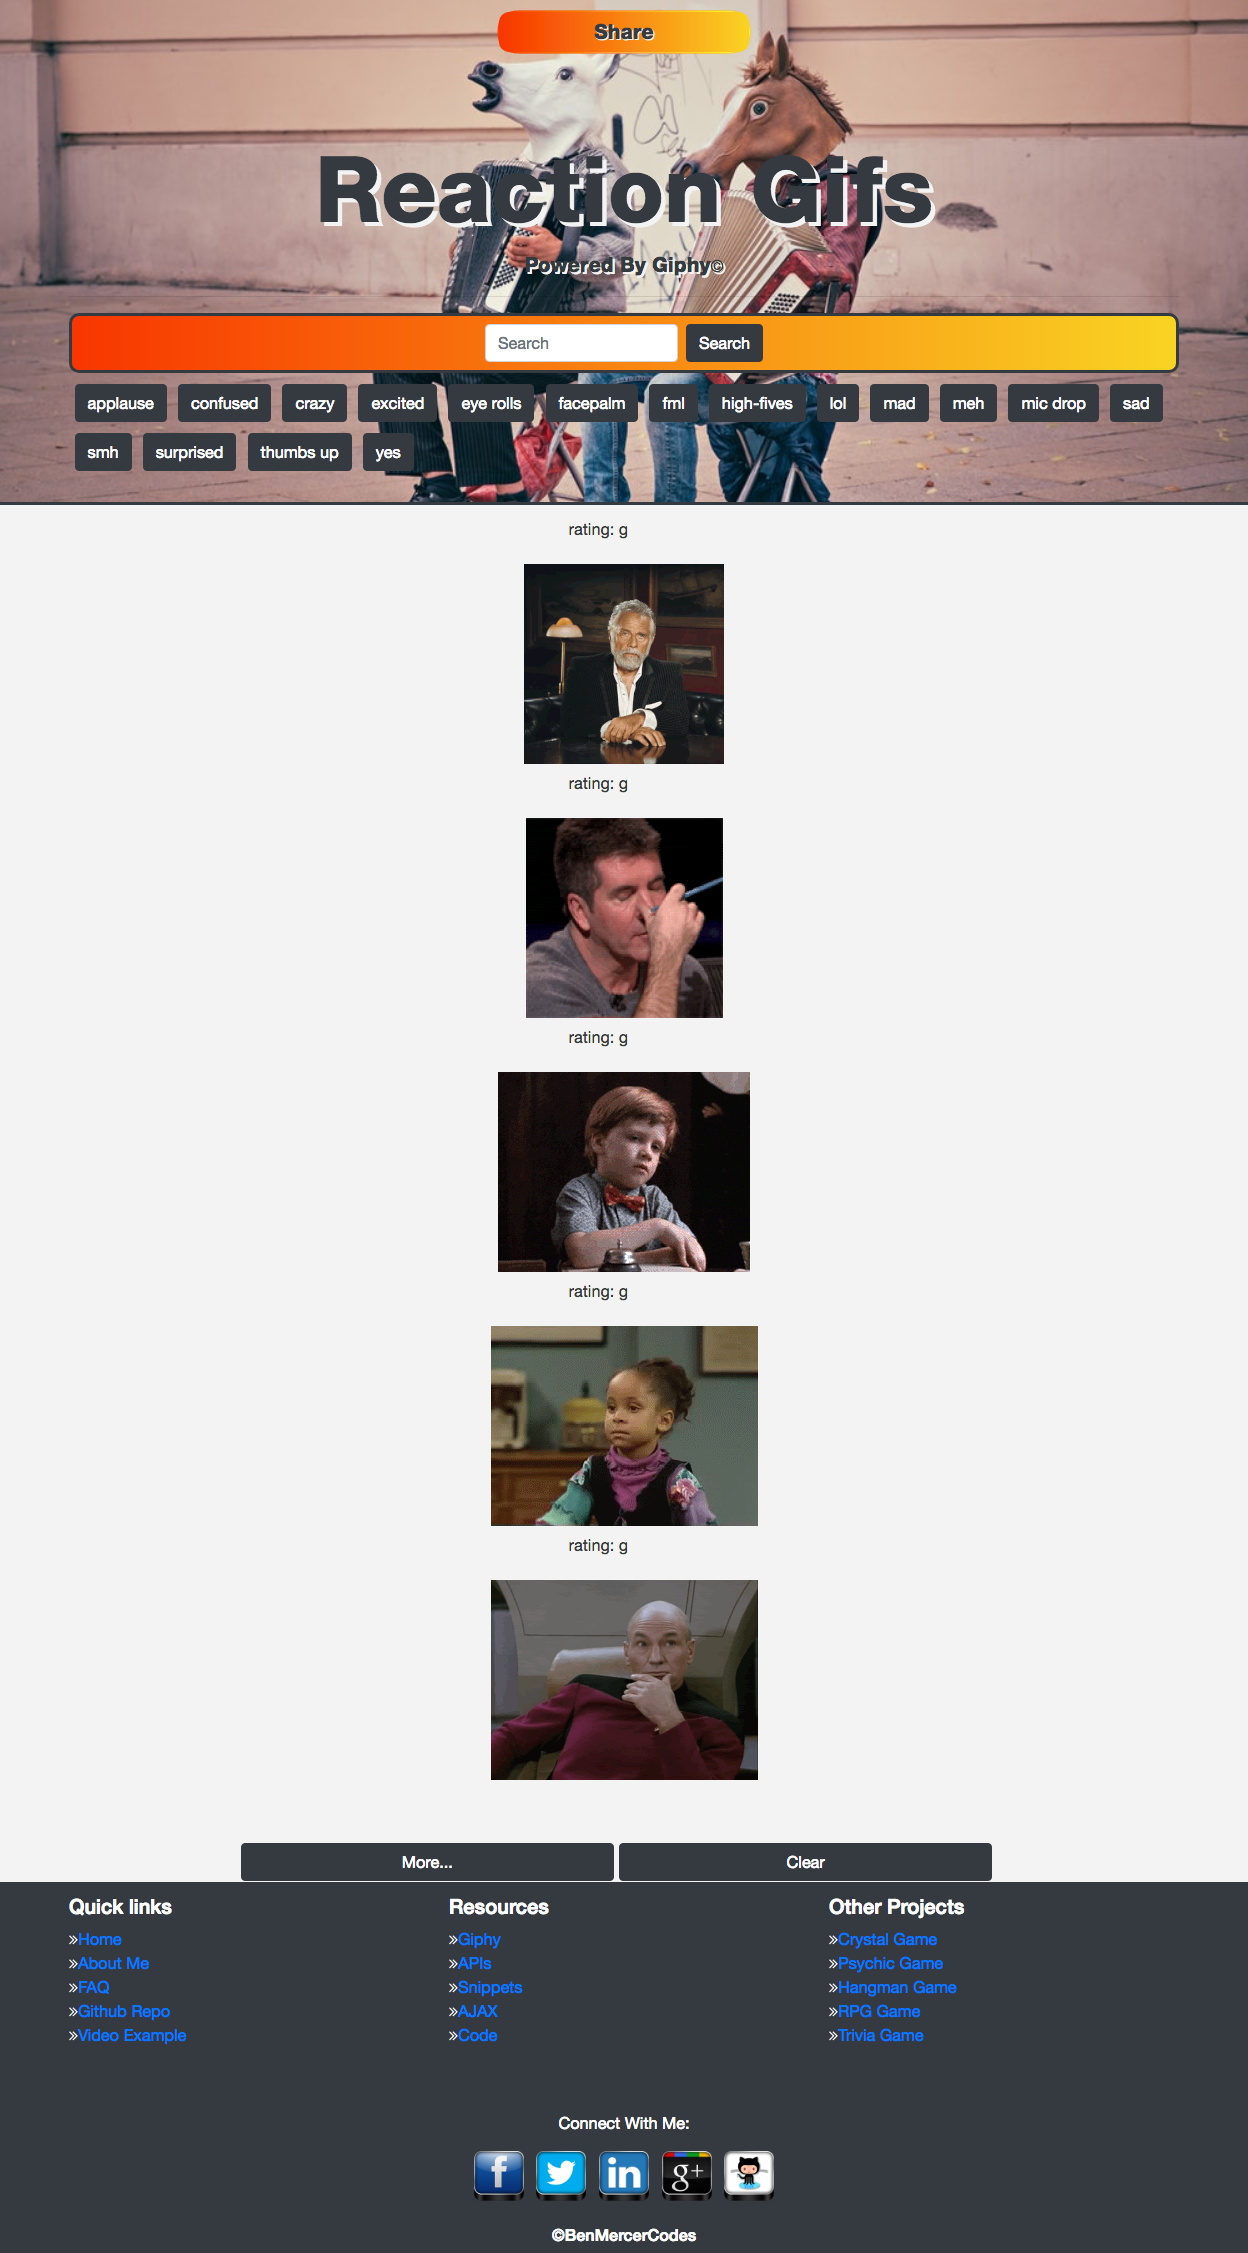 Share
Reaction Gifs
Powered By Giphy©
Search Search
applause confused crazy excited eye rolls facepalm fml high-fives lol mad meh mic drop sad
smh surprised thumbs up yes
rating: g
rating: g
rating: g
rating: g
rating: g
More... Clear
Quick links
»Home
»About Me
»FAQ
»Github Repo
»Video Example
Resources
»Giphy
»APIs
»Snippets
»AJAX
»Code
Other Projects
»Crystal Game
»Psychic Game
»Hangman Game
»RPG Game
»Trivia Game
Connect With Me:
f in g+
©BenMercerCodes